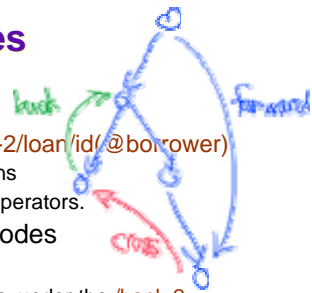 es
back
forward
-2/loan/id(@borrower)
ns
perators.
odes
cross